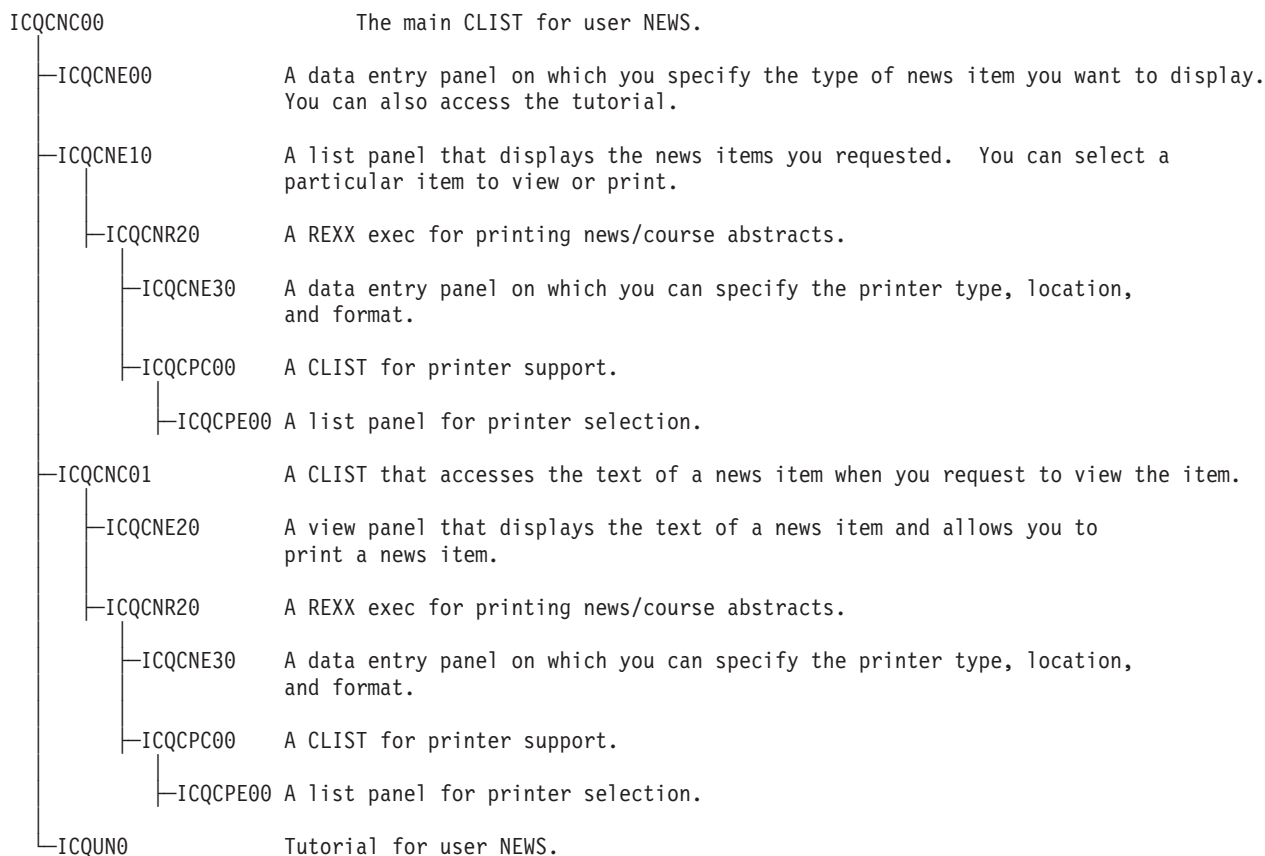 ICQCNC00 The main CLIST for user NEWS.
ICQCNE00 A data entry panel on which you specify the type of news item you want to display.
You can also access the tutorial.
ICQCNE10 A list panel that displays the news items you requested. You can select a
particular item to view or print.
ICQCNR20 A REXX exec for printing news/course abstracts.
ICQCNE30 A data entry panel on which you can specify the printer type, location,
and format.
ICQCPC00 A CLIST for printer support.
ICQCPE00 A list panel for printer selection.
ICQCNC01 A CLIST that accesses the text of a news item when you request to view the item.
ICQCNE20 A view panel that displays the text of a news item and allows you to
print a news item.
ICQCNR20 A REXX exec for printing news/course abstracts.
ICQCNE30 A data entry panel on which you can specify the printer type, location,
and format.
ICQCPC00 A CLIST for printer support.
ICQCPE00 A list panel for printer selection.
ICQUN0 Tutorial for user NEWS.